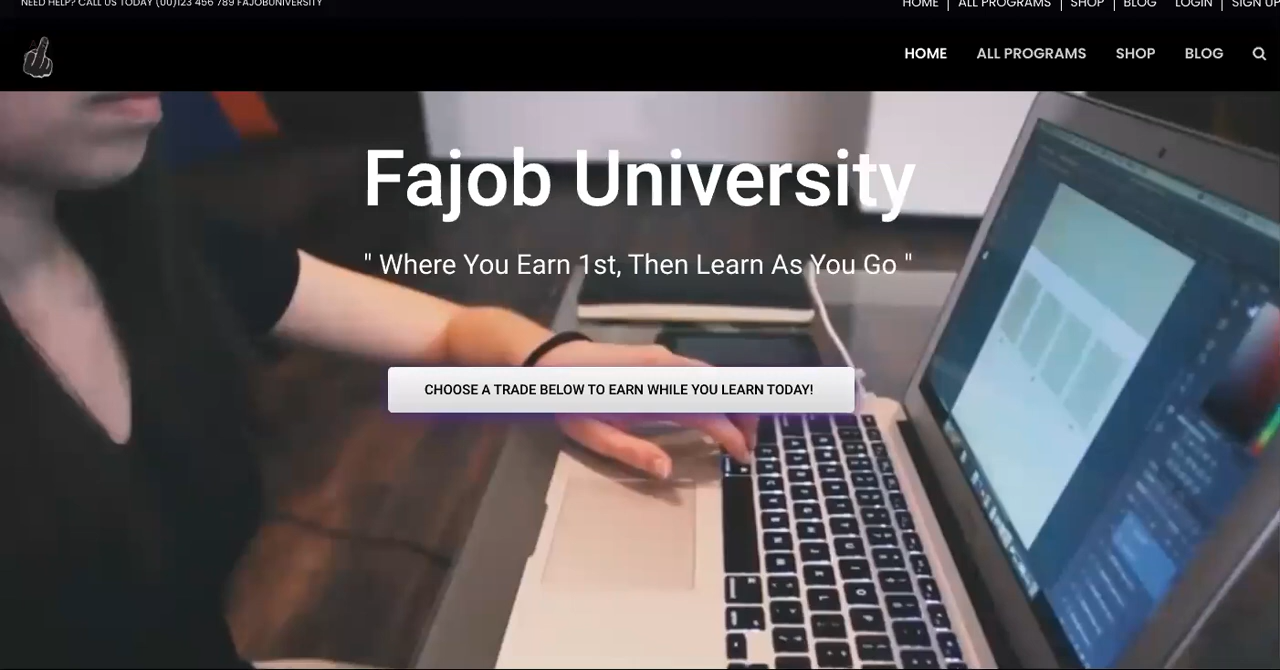 NEED HELP? CALL US TODAY (00)123 456 789 FAJOBUNIVERSITY
HOME | ALL PROGRAMS | SHOP | BLOG LOGIN | SIGN UP
HOME ALL PROGRAMS SHOP BLOG
Fajob University
" Where You Earn 1st, Then Learn As You Go "
CHOOSE A TRADE BELOW TO EARN WHILE YOU LEARN TODAY!